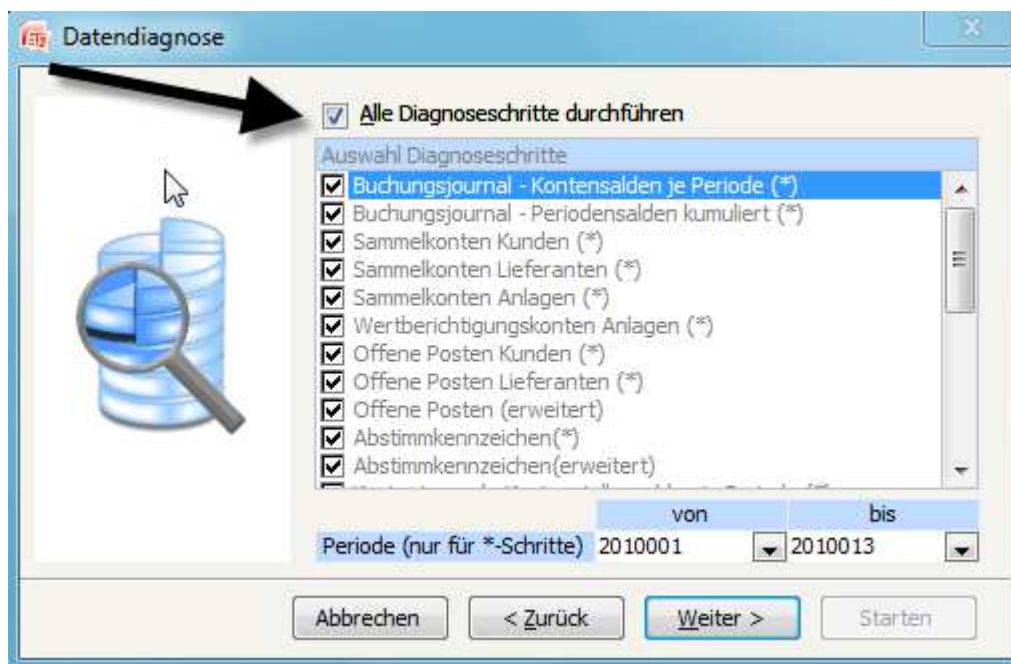 Datendiagnose
Alle Diagnoseschritte durchführen
Auswahl Diagnoseschritte
Buchungsjournal - Kontensalden je Periode (*)
Buchungsjournal - Periodensalden kumuliert (*)
Sammelkonten Kunden (*)
Sammelkonten Lieferanten (*)
Sammelkonten Anlagen (*)
Wertberichtigungskonten Anlagen (*)
Offene Posten Kunden (*)
Offene Posten Lieferanten (*)
Offene Posten (erweitert)
Abstimmkennzeichen(*)
Abstimmkennzeichen(erweitert)
von bis
Periode (nur für *-Schritte) 2010001 2010013
Abbrechen < Zurück Weiter > Starten